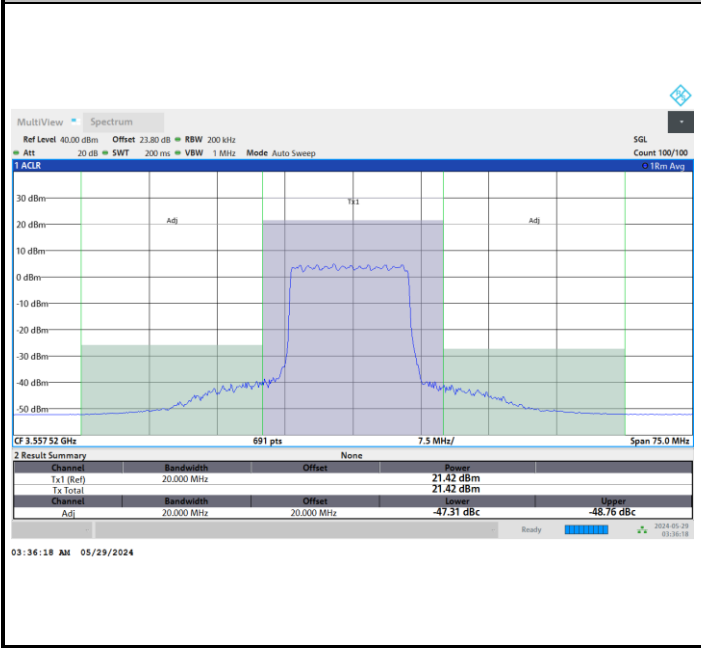 MultiView Spectrum
Ref Level 40.00 dBm Offset 23.80 dB RBW 200 kHz SGL
Att 20 dB SWT 200 ms VBW 1 MHz Mode Auto Sweep Count 100/100
1 ACLR 1Rm Avg
30 dBm
Tx1
Adj Adj
20 dBm
10 dBm
0 dBm
-10 dBm
-20 dBm
-30 dBm
-40 dBm
-50 dBm
CF 3.557 52 GHz 691 pts 7.5 MHz/ Span 75.0 MHz
2 Result Summary None
Channel Bandwidth Offset Power
Tx1 (Ref) 20.000 MHz 21.42 dBm
Tx Total 21.42 dBm
Channel Bandwidth Offset Lower Upper
Adj 20.000 MHz 20.000 MHz -47.31 dBc -48.76 dBc
Ready 2024-05-29
03:36:18
03:36:18 AM 05/29/2024